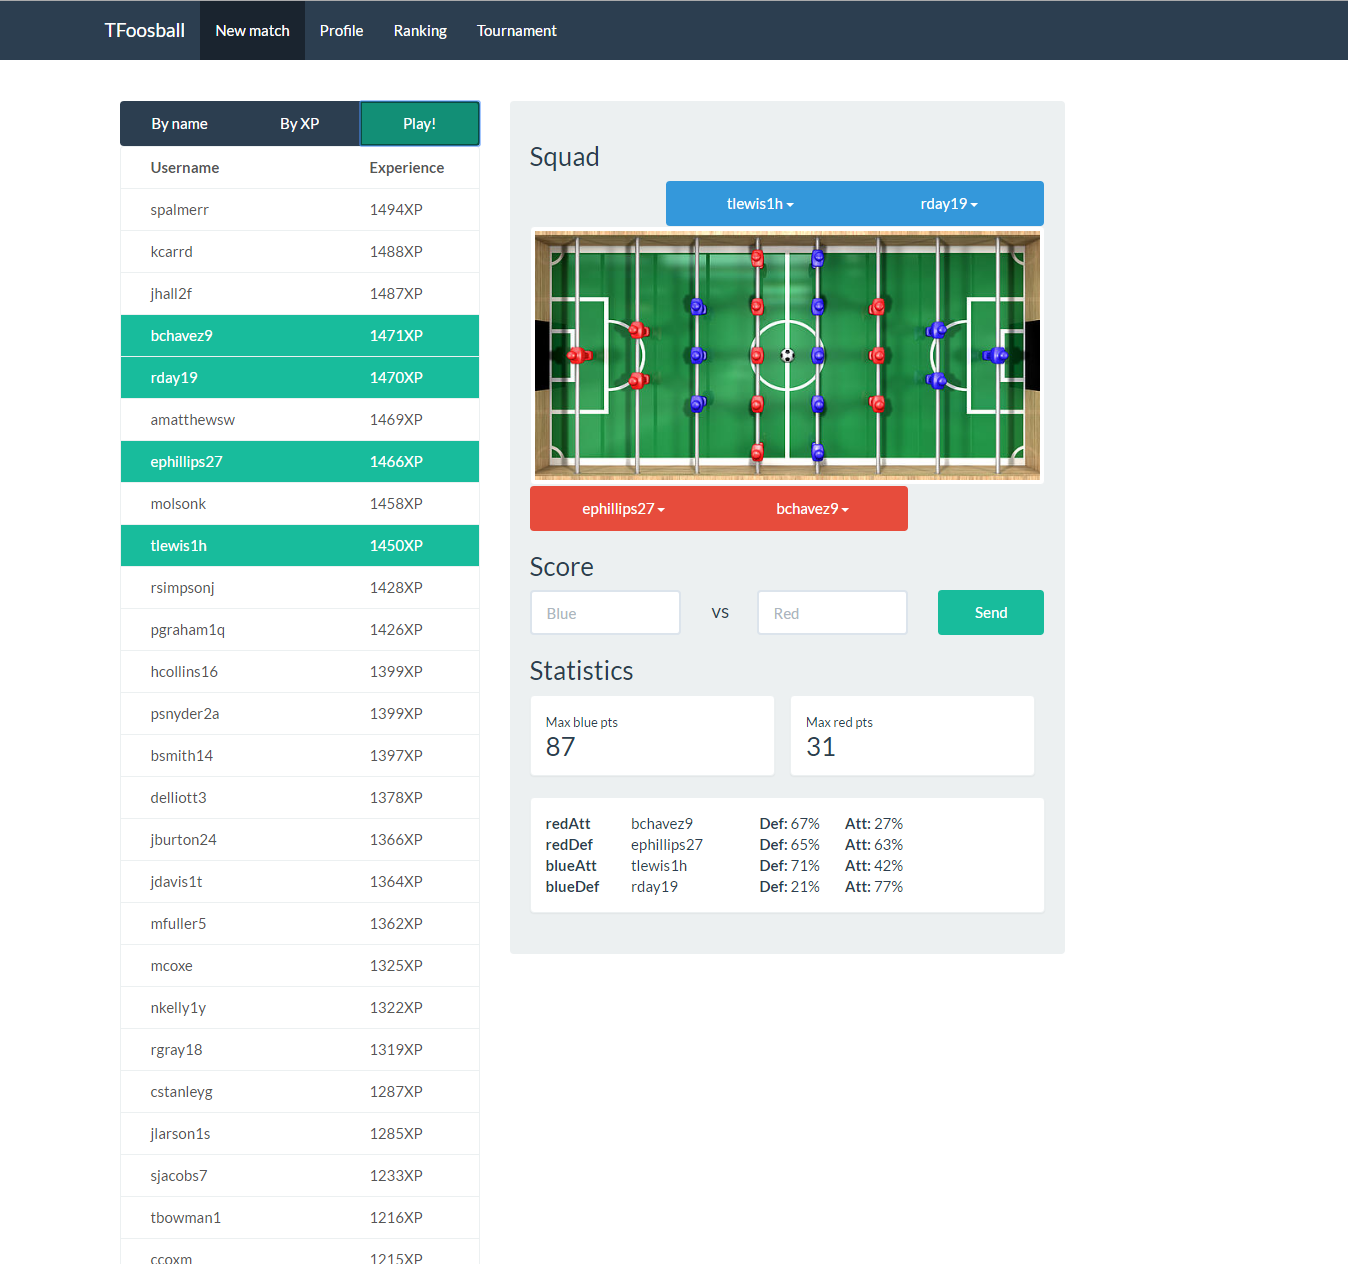 TFoosball New match Profile Ranking Tournament
By name By XP Play!
Username Experience
spalmerr 1494XP
kcarrd 1488XP
jhall2f 1487XP
bchavez9 1471XP
rday19 1470XP
amatthewsw 1469XP
ephillips27 1466XP
molsonk 1458XP
tlewis1h 1450XP
rsimpsonj 1428XP
pgraham1q 1426XP
hcollins16 1399XP
psnyder2a 1399XP
bsmith14 1397XP
delliott3 1378XP
jburton24 1366XP
jdavis1t 1364XP
mfuller5 1362XP
mcoxe 1325XP
nkelly1y 1322XP
rgray18 1319XP
cstanleyg 1287XP
jlarson1s 1285XP
sjacobs7 1233XP
tbowman1 1216XP
ccoxm 1215XP
Squad
tlewis1h rday19
ephillips27 bchavez9
Score
Blue vs Red Send
Statistics
Max blue pts
87
Max red pts
31
redAtt bchavez9 Def: 67% Att: 27%
redDef ephillips27 Def: 65% Att: 63%
blueAtt tlewis1h Def: 71% Att: 42%
blueDef rday19 Def: 21% Att: 77%